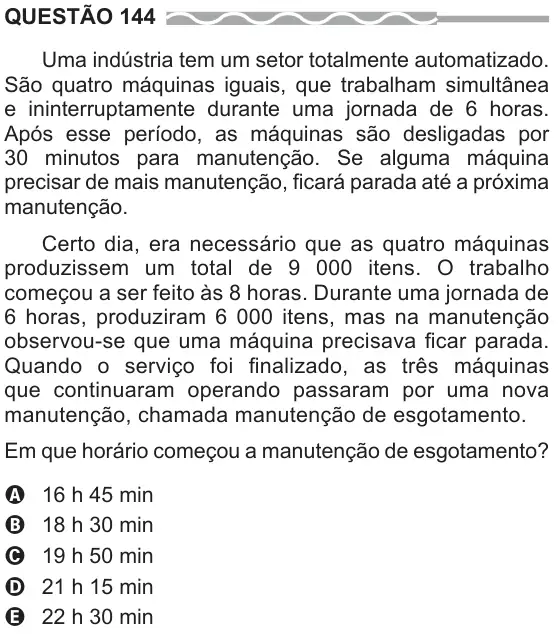 QUESTÃO 144
Uma indústria tem um setor totalmente automatizado.
São quatro máquinas iguais, que trabalham simultânea
e ininterruptamente durante uma jornada de 6 horas.
Após esse período, as máquinas são desligadas por
30 minutos para manutenção. Se alguma máquina
precisar de mais manutenção, ficará parada até a próxima
manutenção.
Certo dia, era necessário que as quatro máquinas
produzissem um total de 9 000 itens. O trabalho
começou a ser feito às 8 horas. Durante uma jornada de
6 horas, produziram 6 000 itens, mas na manutenção
observou-se que uma máquina precisava ficar parada.
Quando o serviço foi finalizado, as três máquinas
que continuaram operando passaram por uma nova
manutenção, chamada manutenção de esgotamento.
Em que horário começou a manutenção de esgotamento?
A 16 h 45 min
B 18 h 30 min
C 19 h 50 min
D 21 h 15 min
E 22 h 30 min